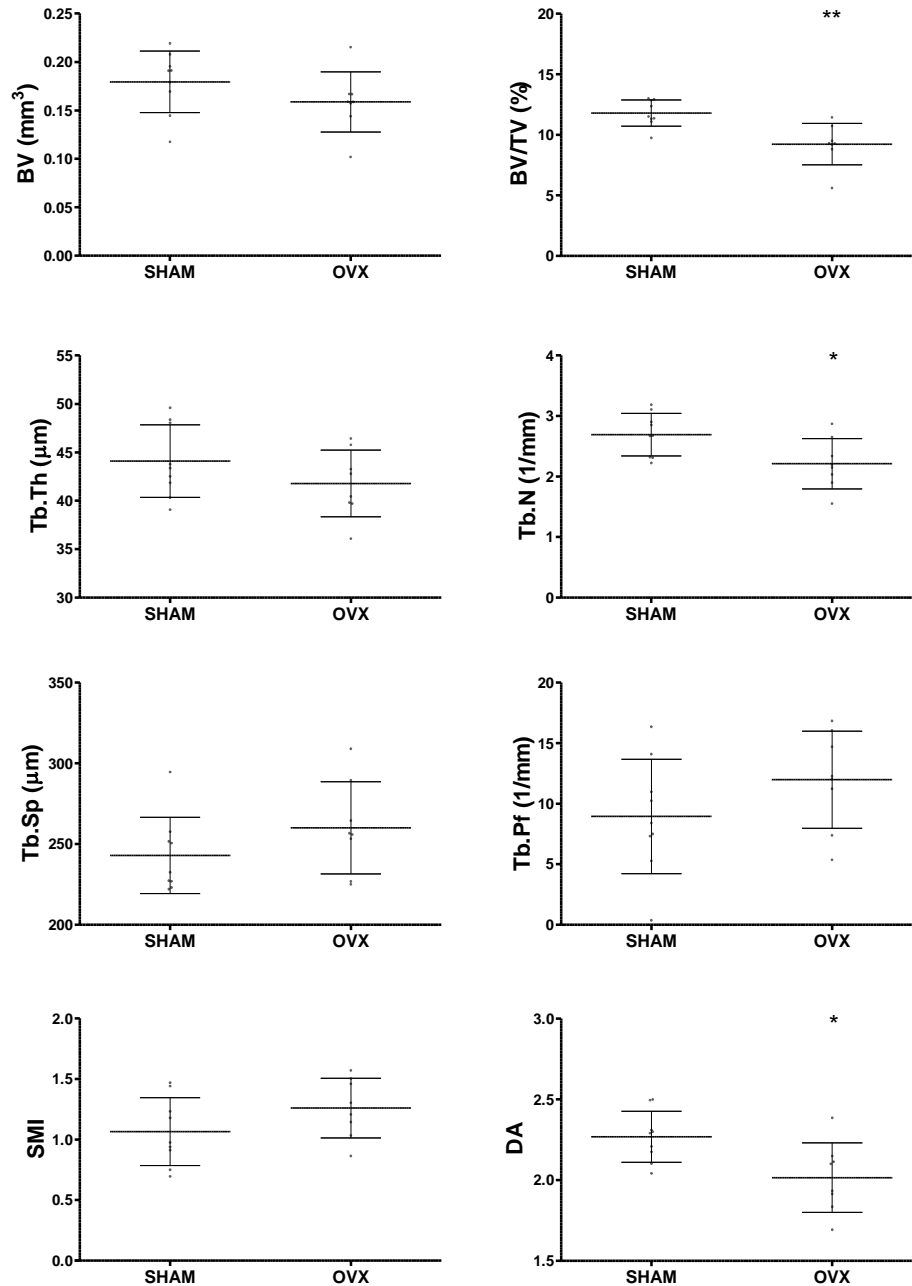 BV (mm³)
0.25
0.20
0.15
0.10
0.05
0.00
SHAM OVX
BV/TV (%)
20
15
10
5
0
**
SHAM OVX
Tb.Th (μm)
55
50
45
40
35
30
SHAM OVX
Tb.N (1/mm)
4
3
2
1
0
*
SHAM OVX
Tb.Sp (μm)
350
300
250
200
SHAM OVX
Tb.Pf (1/mm)
20
15
10
5
0
SHAM OVX
SMI
2.0
1.5
1.0
0.5
0.0
SHAM OVX
DA
3.0
2.5
2.0
1.5
*
SHAM OVX